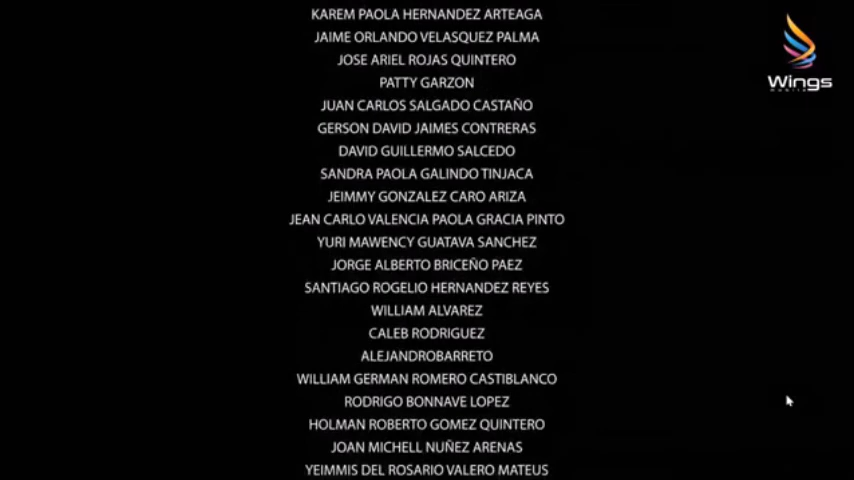 KAREM PAOLA HERNANDEZ ARTEAGA
JAIME ORLANDO VELASQUEZ PALMA
JOSE ARIEL ROJAS QUINTERO
PATTY GARZON
JUAN CARLOS SALGADO CASTAÑO
GERSON DAVID JAIMES CONTRERAS
DAVID GUILLERMO SALCEDO
SANDRA PAOLA GALINDO TINJACA
JEIMMY GONZALEZ CARO ARIZA
JEAN CARLO VALENCIA PAOLA GRACIA PINTO
YURI MAWENCY GUATAVA SANCHEZ
JORGE ALBERTO BRICEÑO PAEZ
SANTIAGO ROGELIO HERNANDEZ REYES
WILLIAM ALVAREZ
CALEB RODRIGUEZ
ALEJANDROBARRETO
WILLIAM GERMAN ROMERO CASTIBLANCO
RODRIGO BONNAVE LOPEZ
HOLMAN ROBERTO GOMEZ QUINTERO
JOAN MICHELL NUÑEZ ARENAS
YEIMMIS DEL ROSARIO VALERO MATEUS
Wings
mobile